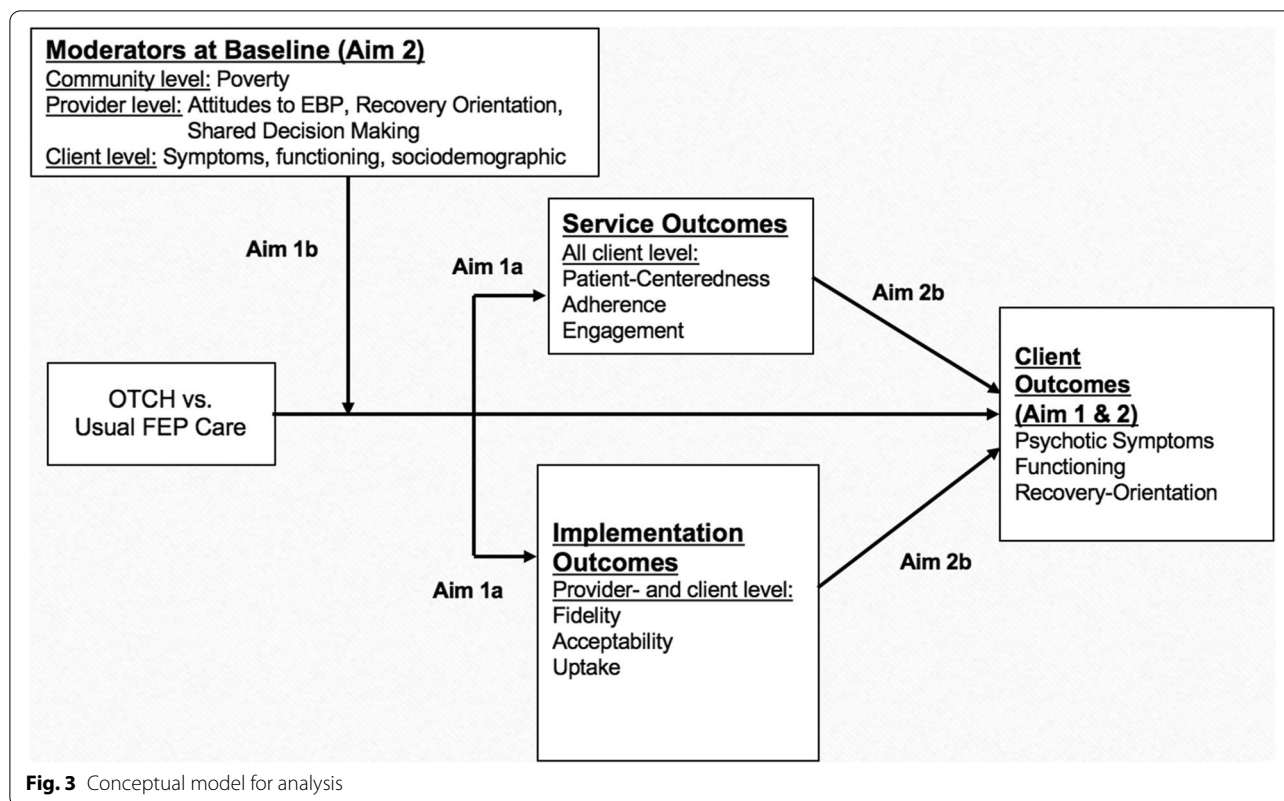 Moderators at Baseline (Aim 2)
Community level: Poverty
Provider level: Attitudes to EBP, Recovery Orientation,
Shared Decision Making
Client level: Symptoms, functioning, sociodemographic
Aim 1b
Aim 1a
Service Outcomes
All client level:
Patient-Centeredness
Adherence
Engagement
Aim 2b
OTCH vs.
Usual FEP Care
Client
Outcomes
(Aim 1 & 2)
Psychotic Symptoms
Functioning
Recovery-Orientation
Aim 1a
Implementation
Outcomes
Provider- and client level:
Fidelity
Acceptability
Uptake
Aim 2b
Fig. 3 Conceptual model for analysis